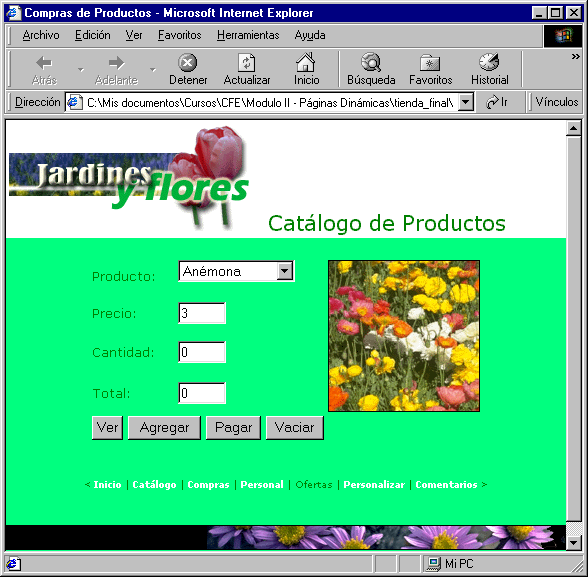 Compras de Productos - Microsoft Internet Explorer
Archivo Edición Ver Favoritos Herramientas Ayuda
Atrás Adelante Detener Actualizar Inicio Búsqueda Favoritos Historial »
Dirección C:\Mis documentos\Cursos\CFE\Modulo II - Páginas Dinámicas\tienda_final\ Ir Vínculos
Jardines
y flores
Catálogo de Productos
Producto: Anémona
Precio: 3
Cantidad: 0
Total: 0
Ver Agregar Pagar Vaciar
< Inicio | Catálogo | Compras | Personal | Ofertas | Personalizar | Comentarios >
Mi PC